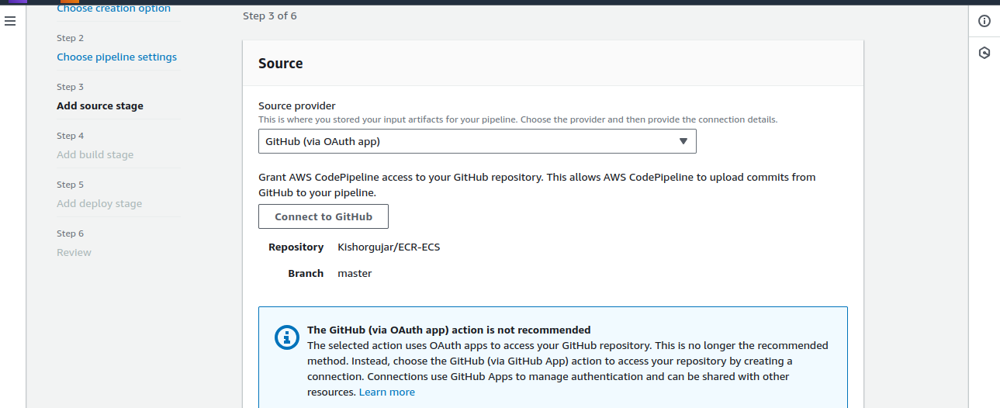 Choose creation option
Step 2
Choose pipeline settings
Step 3
Add source stage
Step 4
Add build stage
Step 5
Add deploy stage
Step 6
Review
Step 3 of 6
Source
Source provider
This is where you stored your input artifacts for your pipeline. Choose the provider and then provide the connection details.
GitHub (via OAuth app)
Grant AWS CodePipeline access to your GitHub repository. This allows AWS CodePipeline to upload commits from
GitHub to your pipeline.
Connect to GitHub
Repository Kishorgujar/ECR-ECS
Branch master
The GitHub (via OAuth app) action is not recommended
The selected action uses OAuth apps to access your GitHub repository. This is no longer the recommended
method. Instead, choose the GitHub (via GitHub App) action to access your repository by creating a
connection. Connections use GitHub Apps to manage authentication and can be shared with other
resources. Learn more